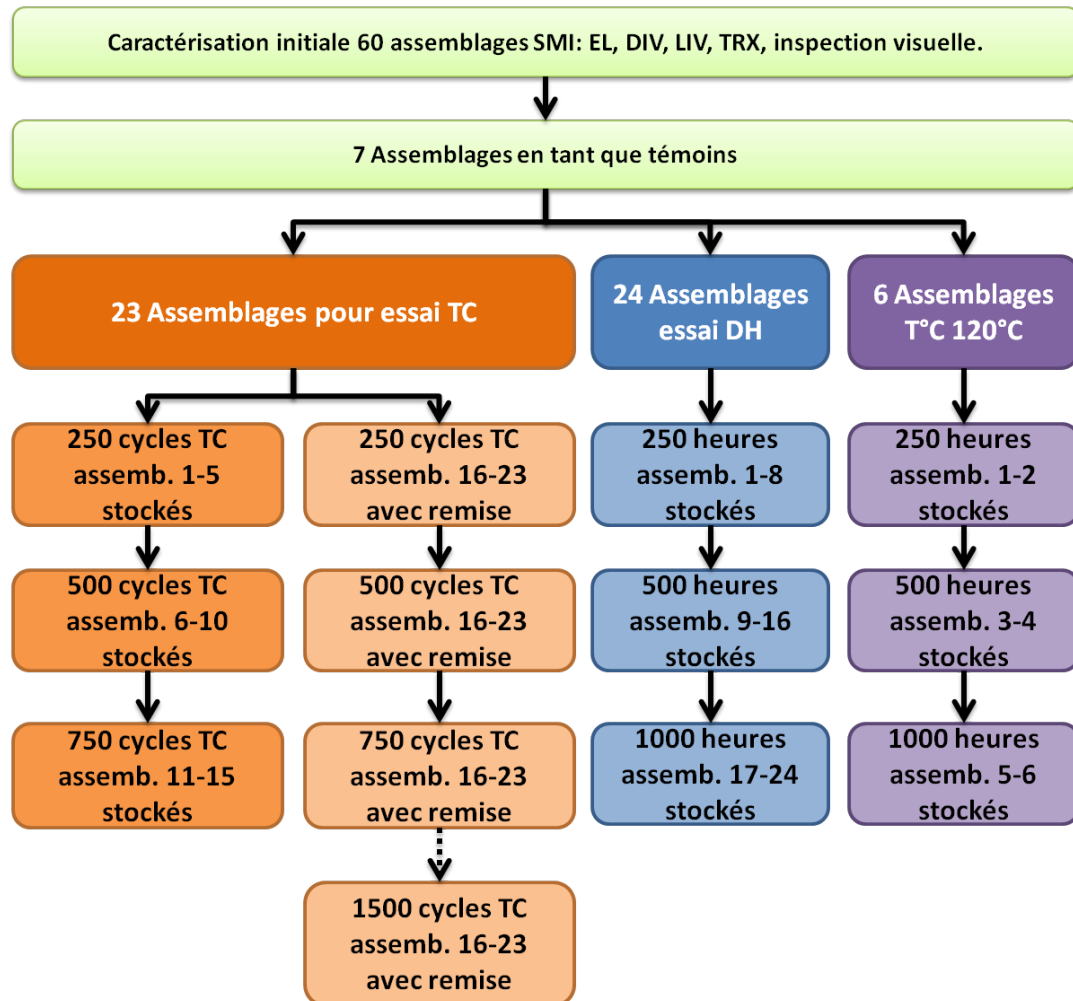 Caractérisation initiale 60 assemblages SMI: EL, DIV, LIV, TRX, inspection visuelle.
7 Assemblages en tant que témoins
23 Assemblages pour essai TC
24 Assemblages
essai DH
6 Assemblages
T°C 120°C
250 cycles TC
assemb. 1-5
stockés
250 cycles TC
assemb. 16-23
avec remise
250 heures
assemb. 1-8
stockés
250 heures
assemb. 1-2
stockés
500 cycles TC
assemb. 6-10
stockés
500 cycles TC
assemb. 16-23
avec remise
500 heures
assemb. 9-16
stockés
500 heures
assemb. 3-4
stockés
750 cycles TC
assemb. 11-15
stockés
750 cycles TC
assemb. 16-23
avec remise
1000 heures
assemb. 17-24
stockés
1000 heures
assemb. 5-6
stockés
1500 cycles TC
assemb. 16-23
avec remise